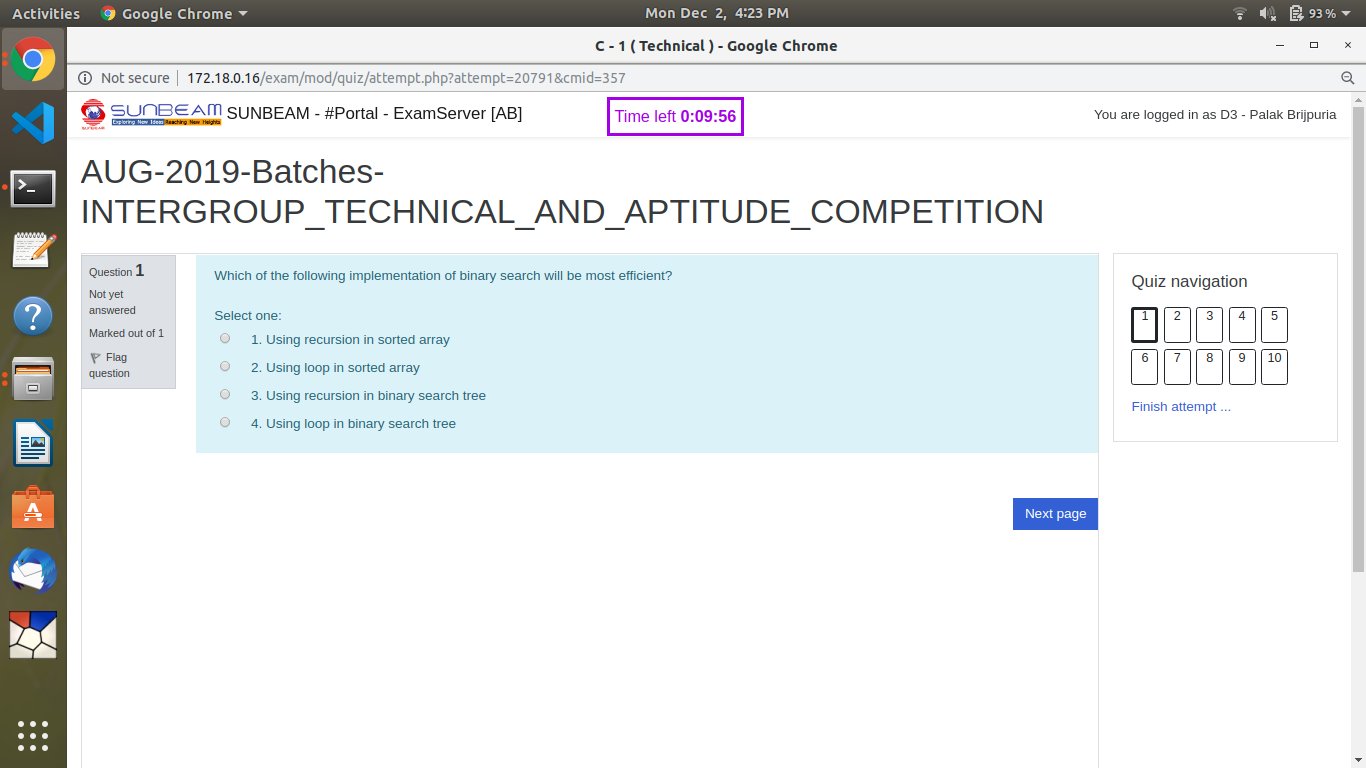 Activities
Google Chrome
Mon Dec 2, 4:23 PM
93 %
C - 1 ( Technical ) - Google Chrome
Not secure
172.18.0.16/exam/mod/quiz/attempt.php?attempt=20791&cmid=357
SUNBEAM
Exploring New Ideas Reaching New Heights
SUNBEAM
SUNBEAM - #Portal - ExamServer [AB]
Time left 0:09:56
You are logged in as D3 - Palak Brijpuria
AUG-2019-Batches-
INTERGROUP_TECHNICAL_AND_APTITUDE_COMPETITION
Question 1
Not yet
answered
Marked out of 1
Flag
question
Which of the following implementation of binary search will be most efficient?
Select one:
1. Using recursion in sorted array
2. Using loop in sorted array
3. Using recursion in binary search tree
4. Using loop in binary search tree
Next page
Quiz navigation
1 2 3 4 5
6 7 8 9 10
Finish attempt ...